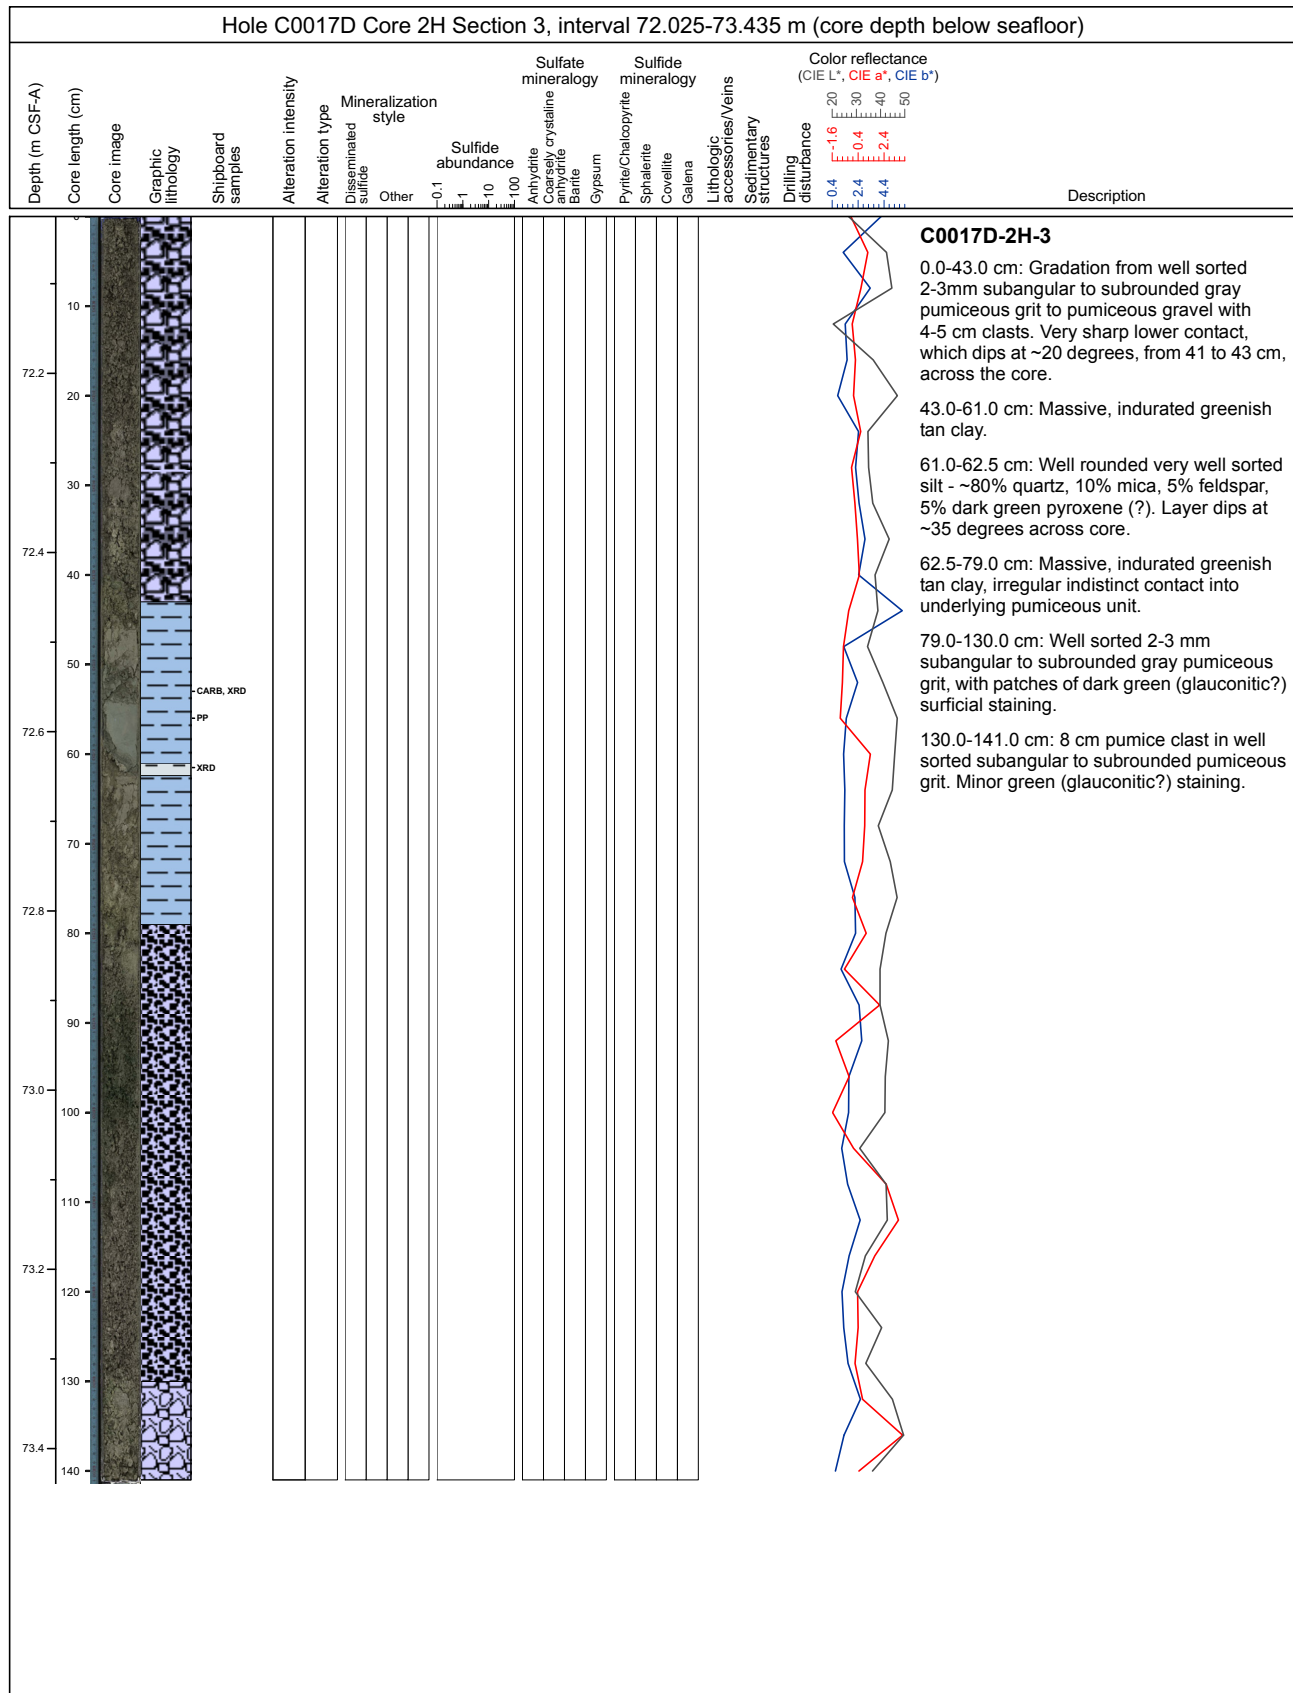 Hole C0017D Core 2H Section 3, interval 72.025-73.435 m (core depth below seafloor)
Depth (m CSF-A)
Core length (cm)
Core image
Graphic
lithology
Shipboard
samples
Alteration intensity
Alteration type
Mineralization
style
Disseminated
sulfide
Other
Sulfide
abundance
0.1
1
10
100
Sulfate
mineralogy
Anhydrite
Coarsely crystaline
anhydrite
Barite
Gypsum
Sulfide
mineralogy
Pyrite/Chalcopyrite
Sphalerite
Covellite
Galena
Lithologic
accessories/Veins
Sedimentary
structures
Drilling
disturbance
Color reflectance
(CIE L*, CIE a*, CIE b*)
20 30 40 50
-1.6 0.4 2.4
0.4 2.4 4.4
Description
C0017D-2H-3
0.0-43.0 cm: Gradation from well sorted
2-3mm subangular to subrounded gray
pumiceous grit to pumiceous gravel with
4-5 cm clasts. Very sharp lower contact,
which dips at ~20 degrees, from 41 to 43 cm,
across the core.
43.0-61.0 cm: Massive, indurated greenish
tan clay.
61.0-62.5 cm: Well rounded very well sorted
silt - ~80% quartz, 10% mica, 5% feldspar,
5% dark green pyroxene (?). Layer dips at
~35 degrees across core.
62.5-79.0 cm: Massive, indurated greenish
tan clay, irregular indistinct contact into
underlying pumiceous unit.
79.0-130.0 cm: Well sorted 2-3 mm
subangular to subrounded gray pumiceous
grit, with patches of dark green (glauconitic?)
surficial staining.
130.0-141.0 cm: 8 cm pumice clast in well
sorted subangular to subrounded pumiceous
grit. Minor green (glauconitic?) staining.
72.2
72.4
72.6
72.8
73.0
73.2
73.4
0
10
20
30
40
50
60
70
80
90
100
110
120
130
140
CARB, XRD
PP
XRD